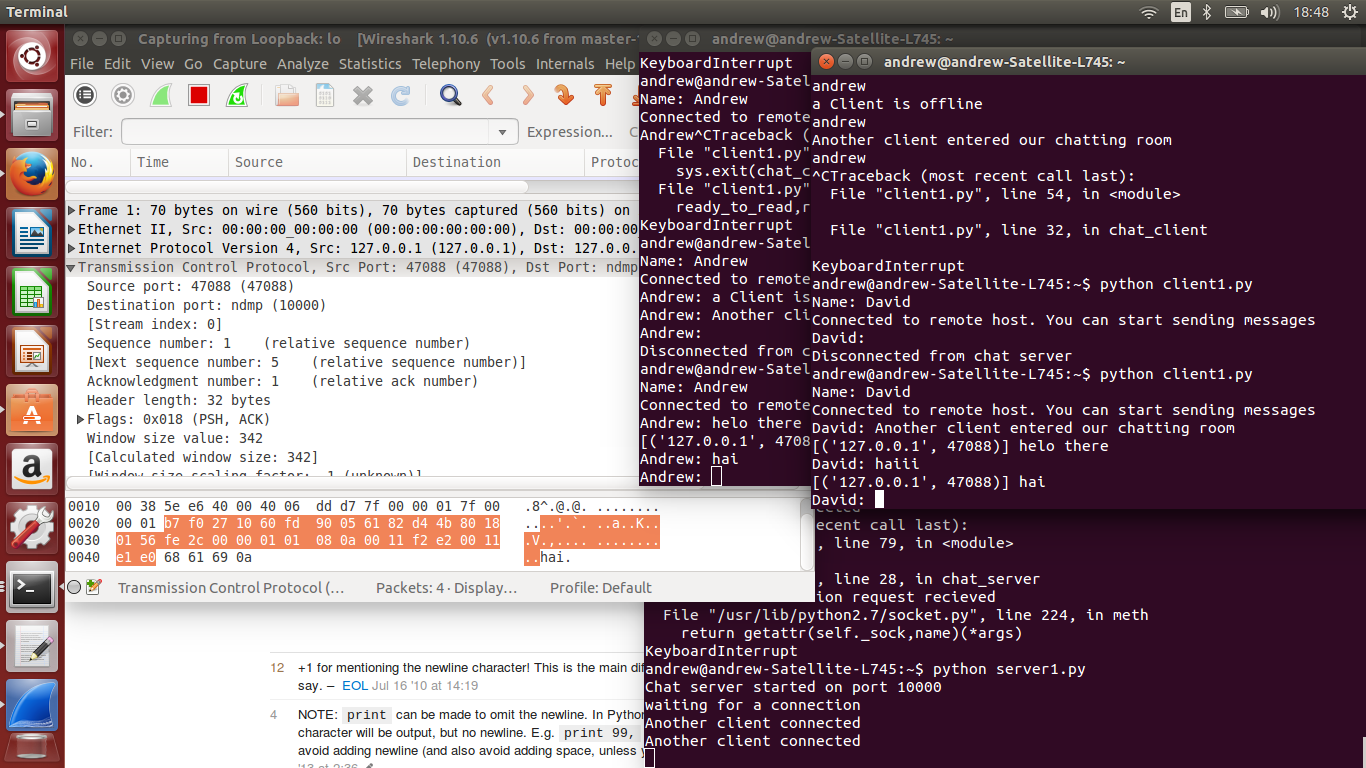 Terminal
En
18:48
Capturing from Loopback: lo [Wireshark 1.10.6 (v1.10.6 from master-
File Edit View Go Capture Analyze Statistics Telephony Tools Internals Help
Filter:
Expression...
No. Time Source Destination Protoc
Frame 1: 70 bytes on wire (560 bits), 70 bytes captured (560 bits) on
Ethernet II, Src: 00:00:00_00:00:00 (00:00:00:00:00:00), Dst: 00:00:00
Internet Protocol Version 4, Src: 127.0.0.1 (127.0.0.1), Dst: 127.0.0.
Transmission Control Protocol, Src Port: 47088 (47088), Dst Port: ndmp
Source port: 47088 (47088)
Destination port: ndmp (10000)
[Stream index: 0]
Sequence number: 1 (relative sequence number)
[Next sequence number: 5 (relative sequence number)]
Acknowledgment number: 1 (relative ack number)
Header length: 32 bytes
Flags: 0x018 (PSH, ACK)
Window size value: 342
[Calculated window size: 342]
[Window size scaling factor: -1 (unknown)]
0010 00 38 5e e6 40 00 40 06 dd d7 7f 00 00 01 7f 00 .8^.@.@. ........
0020 00 01 b7 f0 27 10 60 fd 90 05 61 82 d4 4b 80 18 ....'.`. ..a..K..
0030 01 56 fe 2c 00 00 01 01 08 0a 00 11 f2 e2 00 11 .V.,.... ........
0040 e1 e0 68 61 69 0a ..hai.
Transmission Control Protocol (... Packets: 4 · Display... Profile: Default
12 +1 for mentioning the newline character! This is the main dif
say. – EOL Jul 16 '10 at 14:19
4 NOTE: print can be made to omit the newline. In Python
character will be output, but no newline. E.g. print 99,
avoid adding newline (and also avoid adding space, unless
andrew@andrew-Satellite-L745: ~
KeyboardInterrupt
andrew@andrew-Satel
Name: Andrew
Connected to remote
Andrew^CTraceback (
File "client1.py"
sys.exit(chat_c
File "client1.py"
ready_to_read,r
KeyboardInterrupt
andrew@andrew-Satel
Name: Andrew
Connected to remote
Andrew: a Client is
Andrew: Another cli
Andrew:
Disconnected from c
andrew@andrew-Satel
Name: Andrew
Connected to remote
Andrew: helo there
[('127.0.0.1', 4708
Andrew: hai
Andrew:
andrew@andrew-Satellite-L745: ~
andrew
a Client is offline
andrew
Another client entered our chatting room
andrew
^CTraceback (most recent call last):
File "client1.py", line 54, in <module>
File "client1.py", line 32, in chat_client
KeyboardInterrupt
andrew@andrew-Satellite-L745:~$ python client1.py
Name: David
Connected to remote host. You can start sending messages
David:
Disconnected from chat server
andrew@andrew-Satellite-L745:~$ python client1.py
Name: David
Connected to remote host. You can start sending messages
David: Another client entered our chatting room
[('127.0.0.1', 47088)] helo there
David: haiii
[('127.0.0.1', 47088)] hai
David:
ecent call last):
, line 79, in <module>
, line 28, in chat_server
ion request recieved
File "/usr/lib/python2.7/socket.py", line 224, in meth
return getattr(self._sock,name)(*args)
KeyboardInterrupt
andrew@andrew-Satellite-L745:~$ python server1.py
Chat server started on port 10000
waiting for a connection
Another client connected
Another client connected